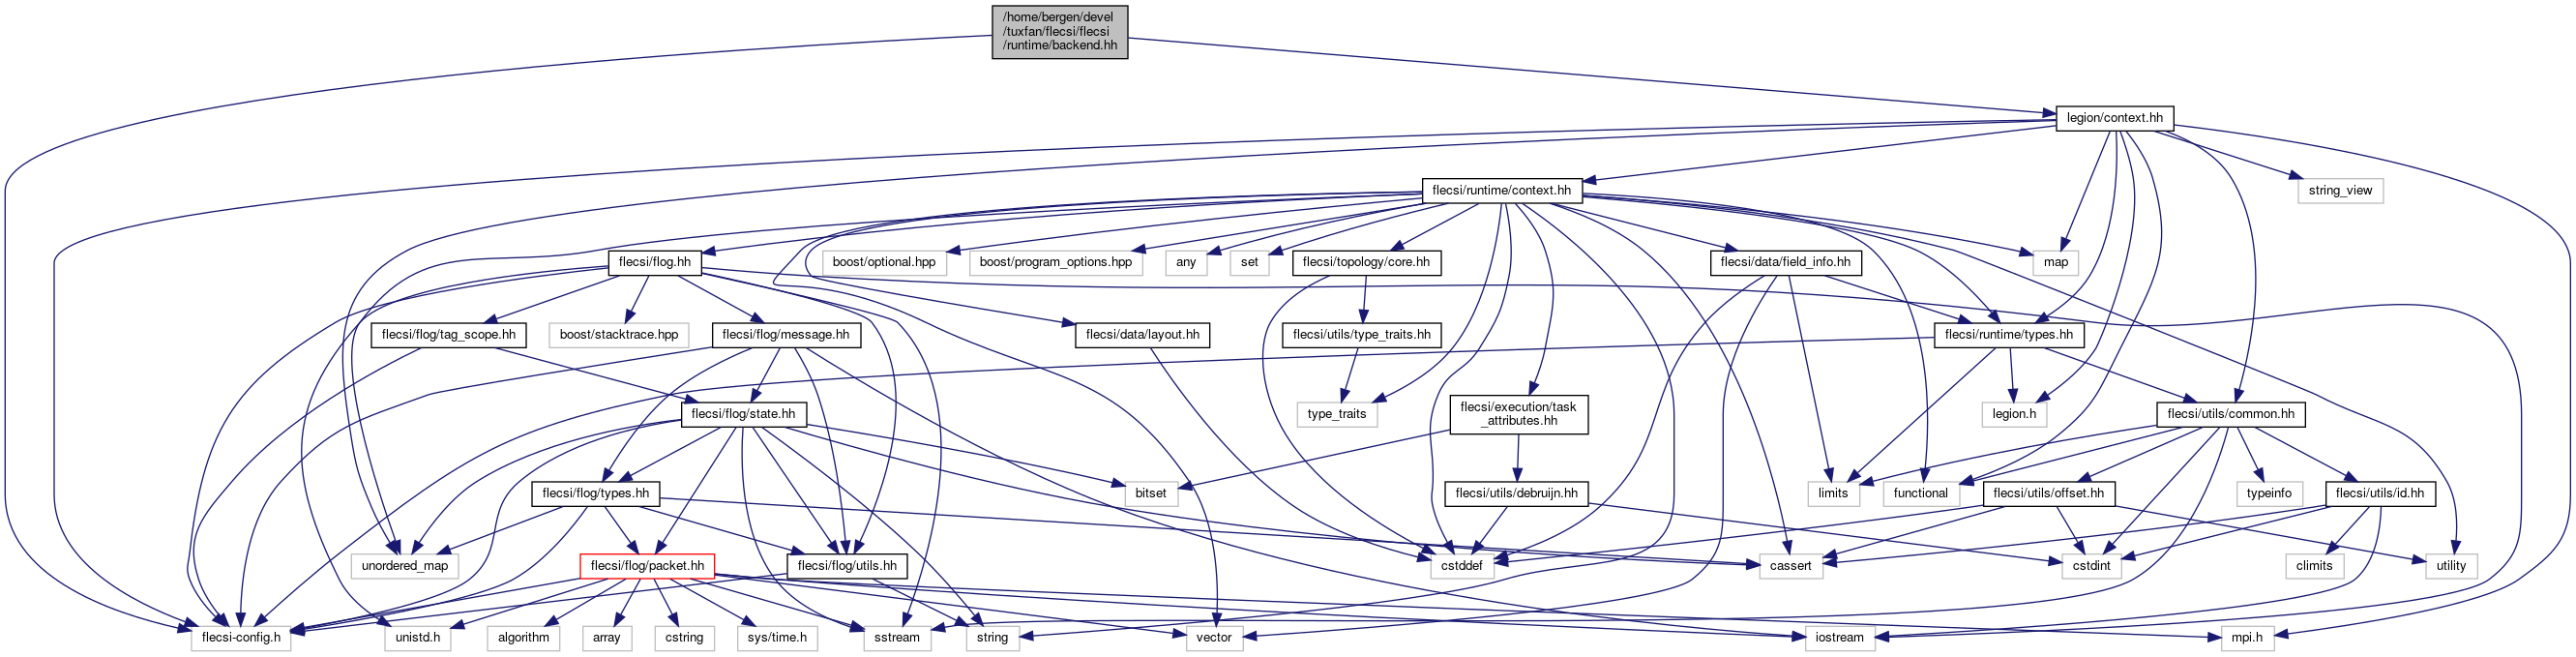 /home/bergen/devel
/tuxfan/flecsi/flecsi
/runtime/backend.hh
legion/context.hh
flecsi/runtime/context.hh
string_view
flecsi/flog.hh
boost/optional.hpp
boost/program_options.hpp
any
set
flecsi/topology/core.hh
flecsi/data/field_info.hh
map
flecsi/flog/tag_scope.hh
boost/stacktrace.hpp
flecsi/flog/message.hh
flecsi/data/layout.hh
flecsi/utils/type_traits.hh
flecsi/runtime/types.hh
flecsi/flog/state.hh
type_traits
flecsi/execution/task
_attributes.hh
legion.h
flecsi/utils/common.hh
flecsi/flog/types.hh
bitset
flecsi/utils/debruijn.hh
limits
functional
flecsi/utils/offset.hh
typeinfo
flecsi/utils/id.hh
unordered_map
flecsi/flog/packet.hh
flecsi/flog/utils.hh
cstddef
cassert
cstdint
climits
utility
flecsi-config.h
unistd.h
algorithm
array
cstring
sys/time.h
sstream
string
vector
iostream
mpi.h